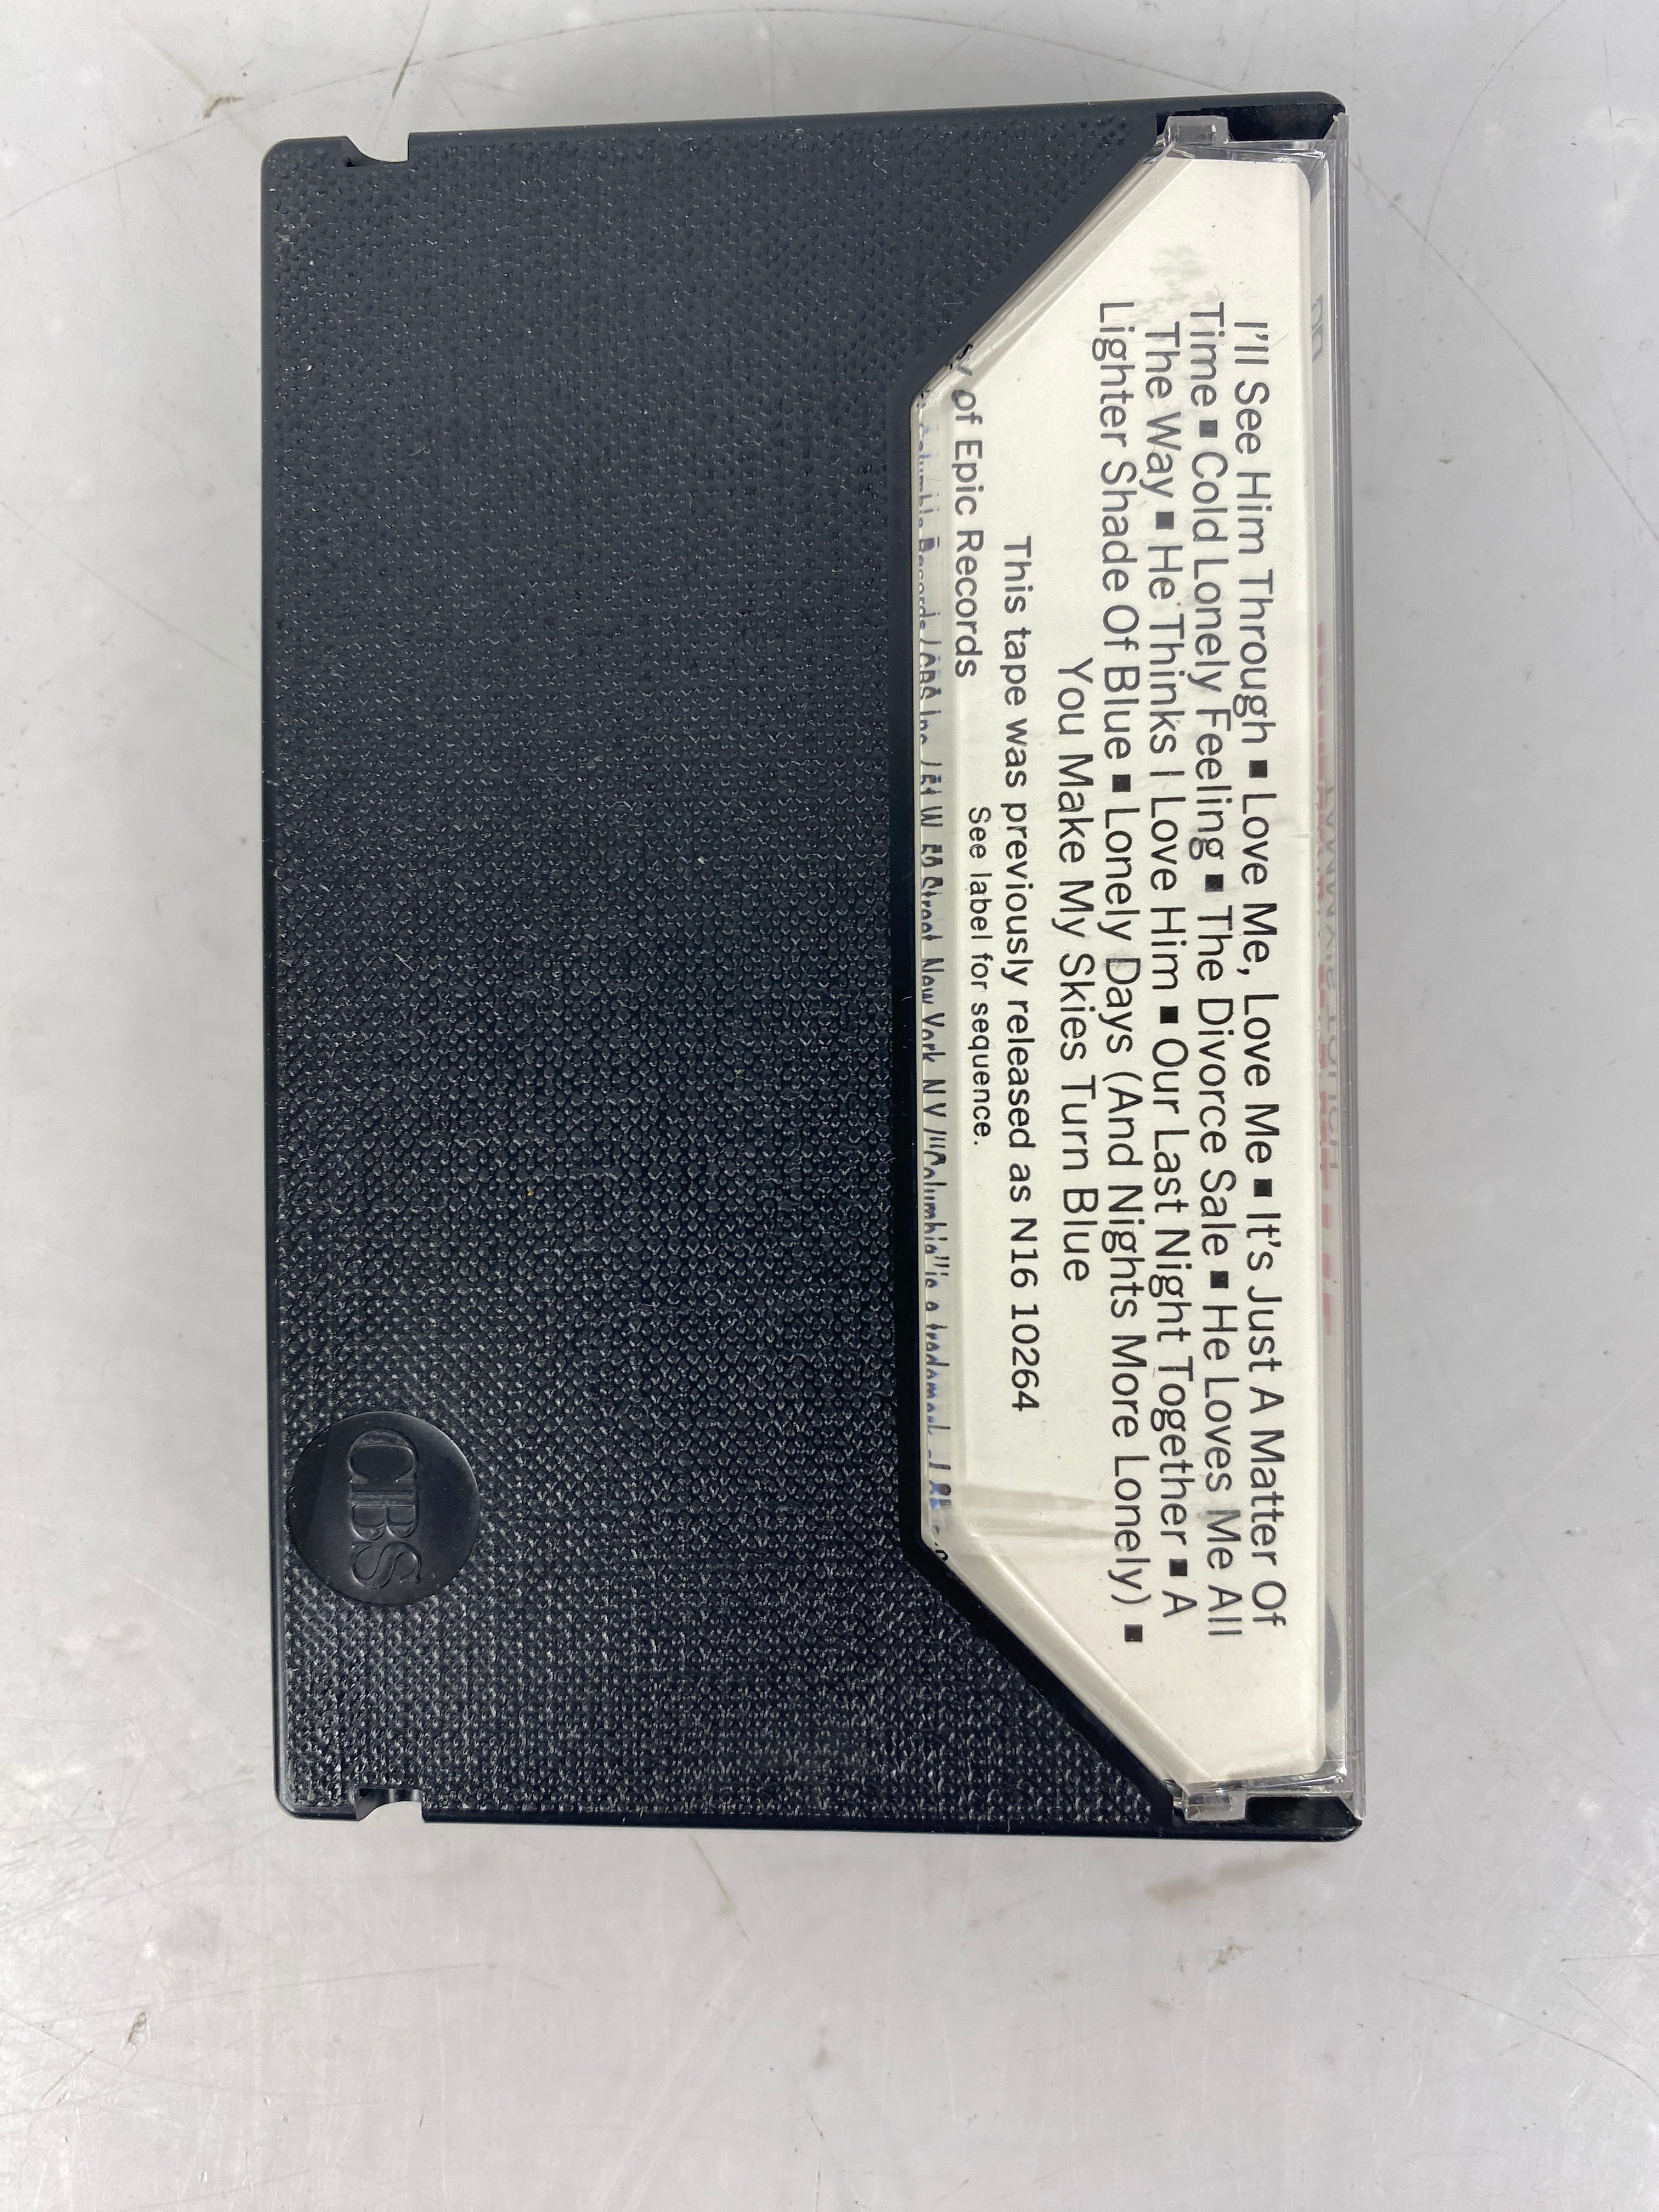 I'll See Him Through ▪ Love Me, Love Me ▪ It's Just A Matter Of
Time ▪ Cold Lonely Feeling ▪ The Divorce Sale ▪ He Loves Me All
The Way ▪ He Thinks I Love Him ▪ Our Last Night Together ▪ A
Lighter Shade Of Blue ▪ Lonely Days (And Nights More Lonely) ▪
You Make My Skies Turn Blue
This tape was previously released as N16 10264
See label for sequence.
of Epic Records
CBS